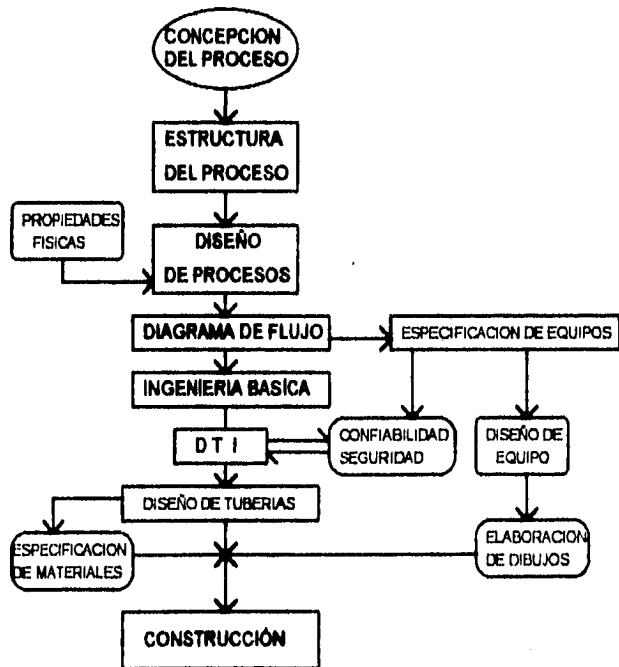 CONCEPCION
DEL PROCESO
ESTRUCTURA
DEL PROCESO
PROPIEDADES
FISICAS
DISEÑO
DE PROCESOS
DIAGRAMA DE FLUJO
ESPECIFICACION DE EQUIPOS
INGENIERIA BASICA
D T I
CONFIABILIDAD
SEGURIDAD
DISEÑO DE
EQUIPO
DISEÑO DE TUBERIAS
ESPECIFICACION
DE MATERIALES
ELABORACION
DE DIBUJOS
CONSTRUCCIÓN